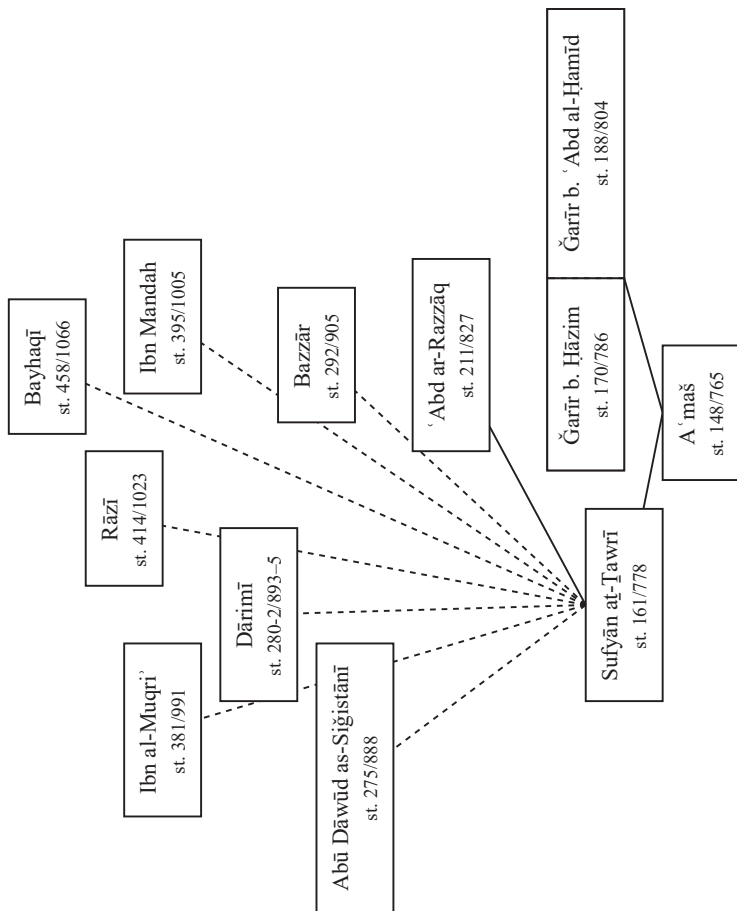 Bayhaqī
st. 458/1066
Ibn Mandah
st. 395/1005
Rāzī
st. 414/1023
Bazzār
st. 292/905
Ibn al-Muqriʾ
st. 381/991
Dārimī
st. 280-2/893–5
Abū Dāwūd as-Siǧistānī
st. 275/888
ʿAbd ar-Razzāq
st. 211/827
Sufyān aṯ-Ṯawrī
st. 161/778
Ǧarīr b. Ḥāzim
st. 170/786
Ǧarīr b. ʿAbd al-Ḥamīd
st. 188/804
Aʿmaš
st. 148/765